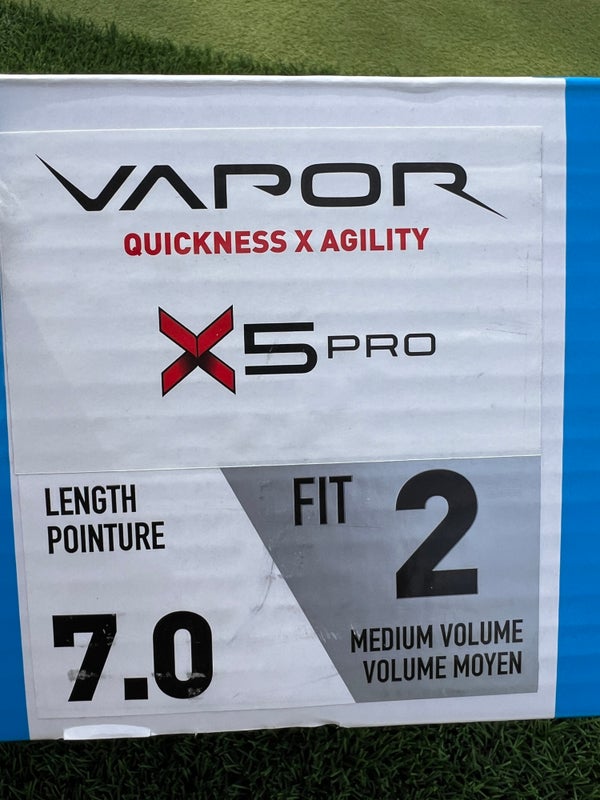 VAPOR
QUICKNESS X AGILITY
X5 PRO
LENGTH
POINTURE
7.0
FIT 2
MEDIUM VOLUME
VOLUME MOYEN